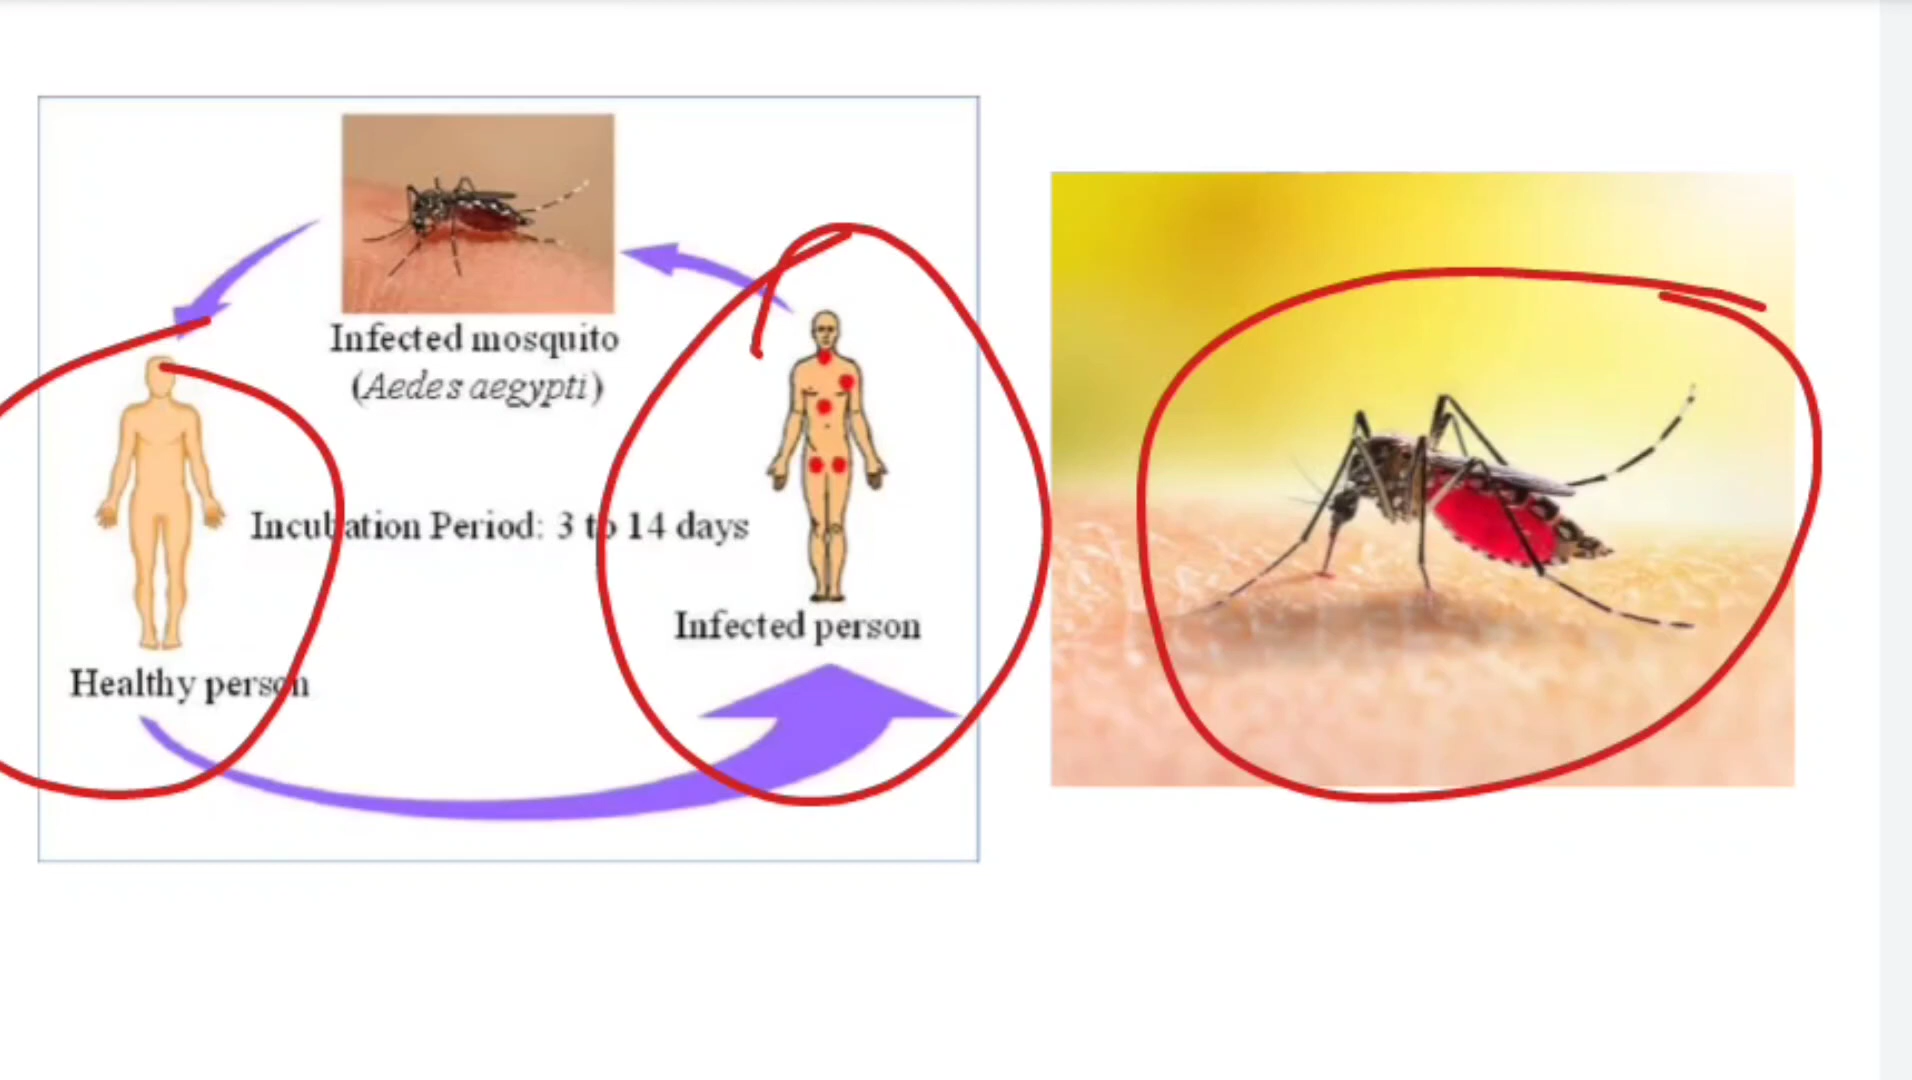 Infected mosquito
(Aedes aegypti)
Incubation Period: 3 to 14 days
Infected person
Healthy person